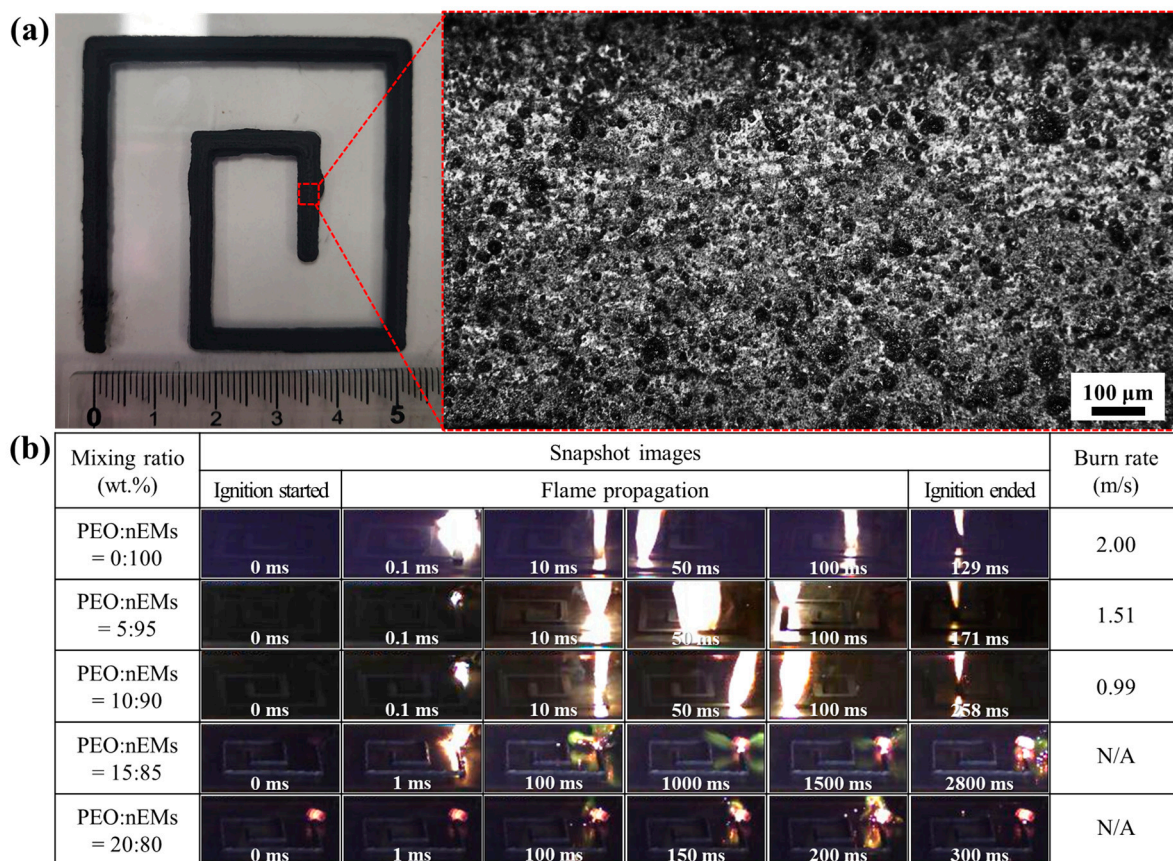 (a)
0 1 2 3 4 5
100 μm
(b)
Mixing ratio
(wt.%)
Snapshot images
Burn rate
(m/s)
Ignition started
Flame propagation
Ignition ended
PEO:nEMs
= 0:100
0 ms
0.1 ms
10 ms
50 ms
100 ms
129 ms
2.00
PEO:nEMs
= 5:95
0 ms
0.1 ms
10 ms
50 ms
100 ms
171 ms
1.51
PEO:nEMs
= 10:90
0 ms
0.1 ms
10 ms
50 ms
100 ms
258 ms
0.99
PEO:nEMs
= 15:85
0 ms
1 ms
100 ms
1000 ms
1500 ms
2800 ms
N/A
PEO:nEMs
= 20:80
0 ms
1 ms
100 ms
150 ms
200 ms
300 ms
N/A